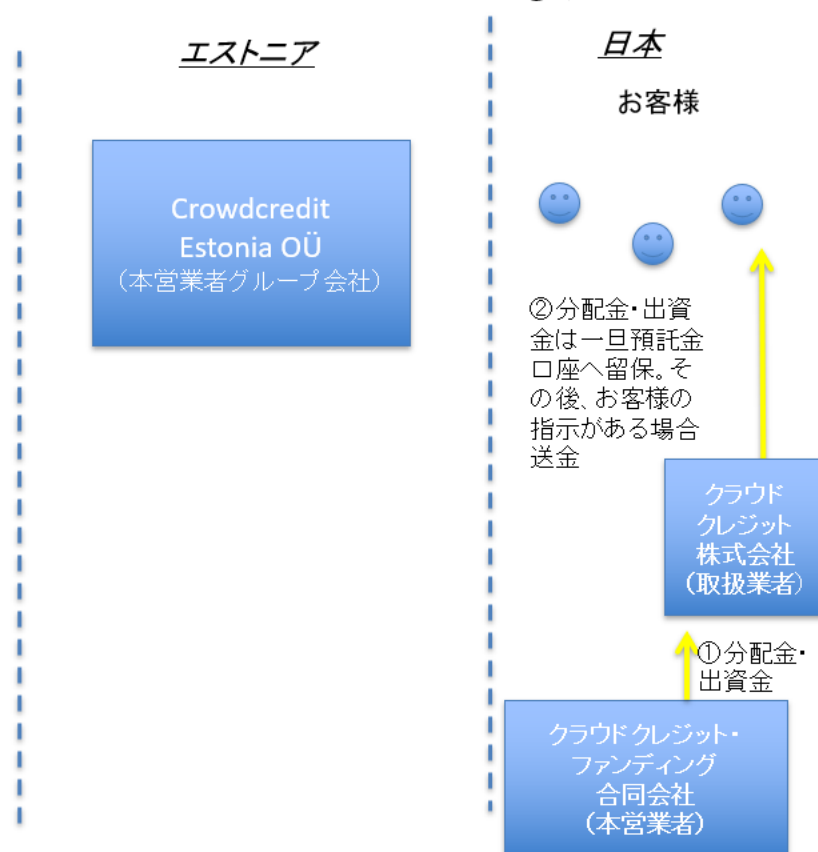 エストニア
日本
お客様
Crowdcredit
Estonia OÜ
（本営業者グループ会社）
②分配金・出資
金は一旦預託金
口座へ留保。そ
の後、お客様の
指示がある場合
送金
クラウド
クレジット
株式会社
（取扱業者）
①分配金・
出資金
クラウドクレジット・
ファンディング
合同会社
（本営業者）